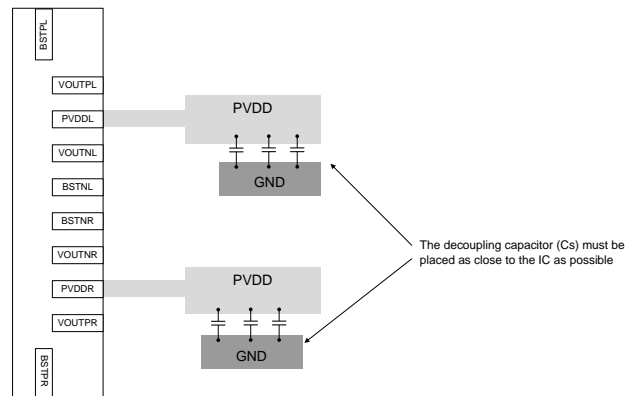 BSTPL
VOUTPL
PVDDL
VOUTNL
BSTNL
BSTNR
VOUTNR
PVDDR
VOUTPR
BSTPR
PVDD
GND
PVDD
GND
The decoupling capacitor (Cs) must be
placed as close to the IC as possible